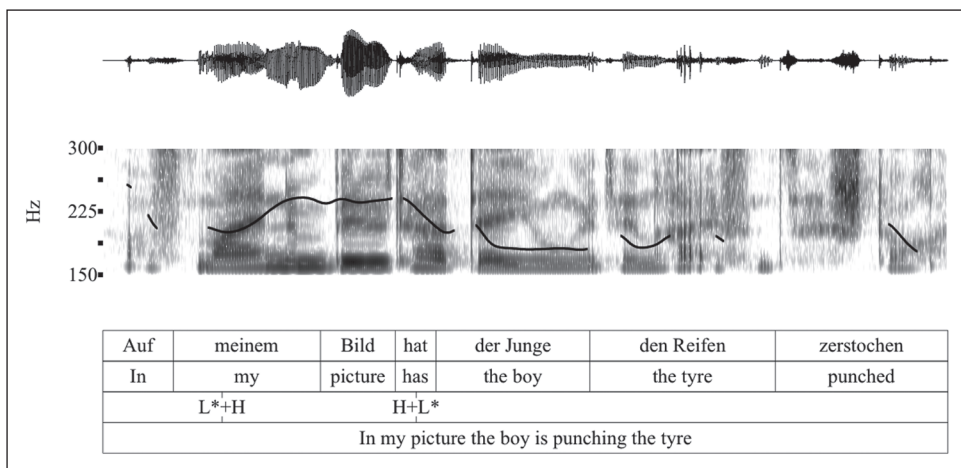 300
Hz
225
150
Auf meinem Bild hat der Junge den Reifen zerstochen
In my picture has the boy the tyre punched
L*+H H+L*
In my picture the boy is punching the tyre